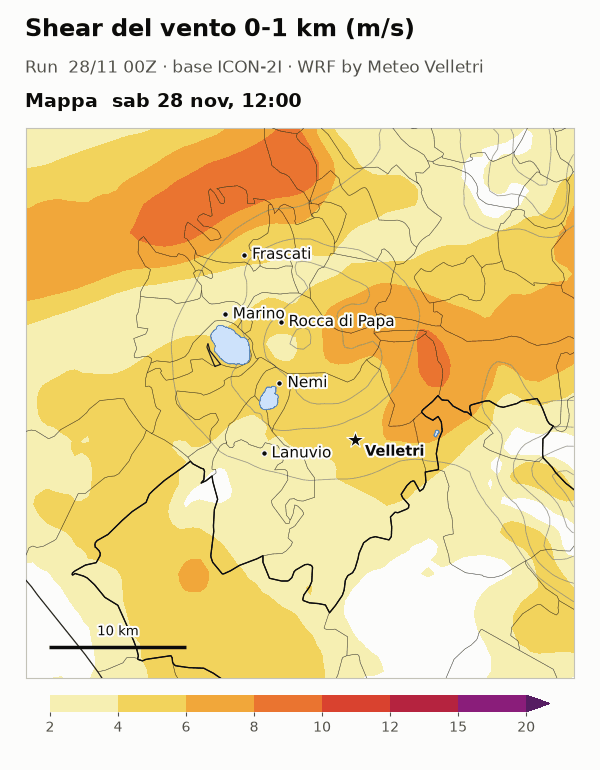 Shear del vento 0-1 km (m/s)
Run  28/11 00Z · base ICON-2I · WRF by Meteo Velletri
Mappa  sab 28 nov, 12:00
Frascati
Marino
Rocca di Papa
Nemi
Velletri
Lanuvio
10 km
2 4 6 8 10 12 15 20